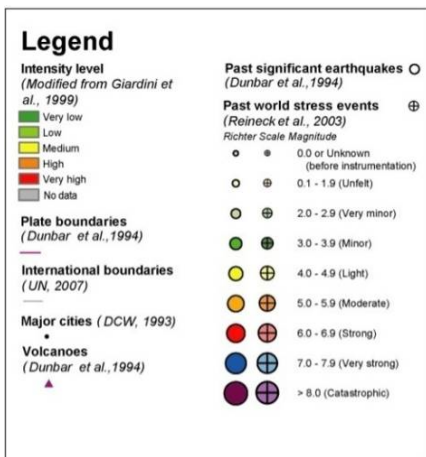 Legend
Intensity level
(Modified from Giardini et
al., 1999)
Very low
Low
Medium
High
Very high
No data
Plate boundaries
(Dunbar et al.,1994)
International boundaries
(UN, 2007)
Major cities (DCW, 1993)
Volcanoes
(Dunbar et al.,1994)
Past significant earthquakes
(Dunbar et al.,1994)
Past world stress events
(Reineck et al., 2003)
Richter Scale Magnitude
0.0 or Unknown
(before instrumentation)
0.1 - 1.9 (Unfelt)
2.0 - 2.9 (Very minor)
3.0 - 3.9 (Minor)
4.0 - 4.9 (Light)
5.0 - 5.9 (Moderate)
6.0 - 6.9 (Strong)
7.0 - 7.9 (Very strong)
> 8.0 (Catastrophic)